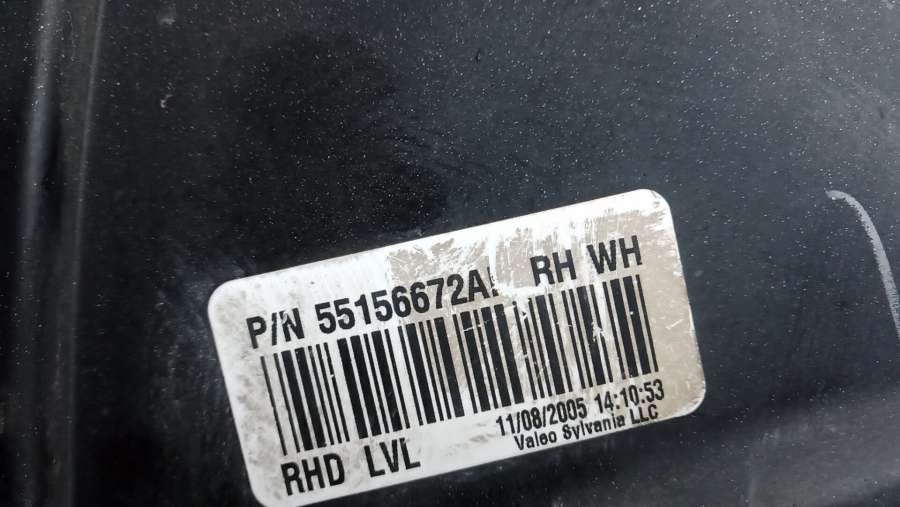 P/N 55156672A RH WH
11/08/2005 14:10:53
RHD LVL
Valeo Sylvania LLC